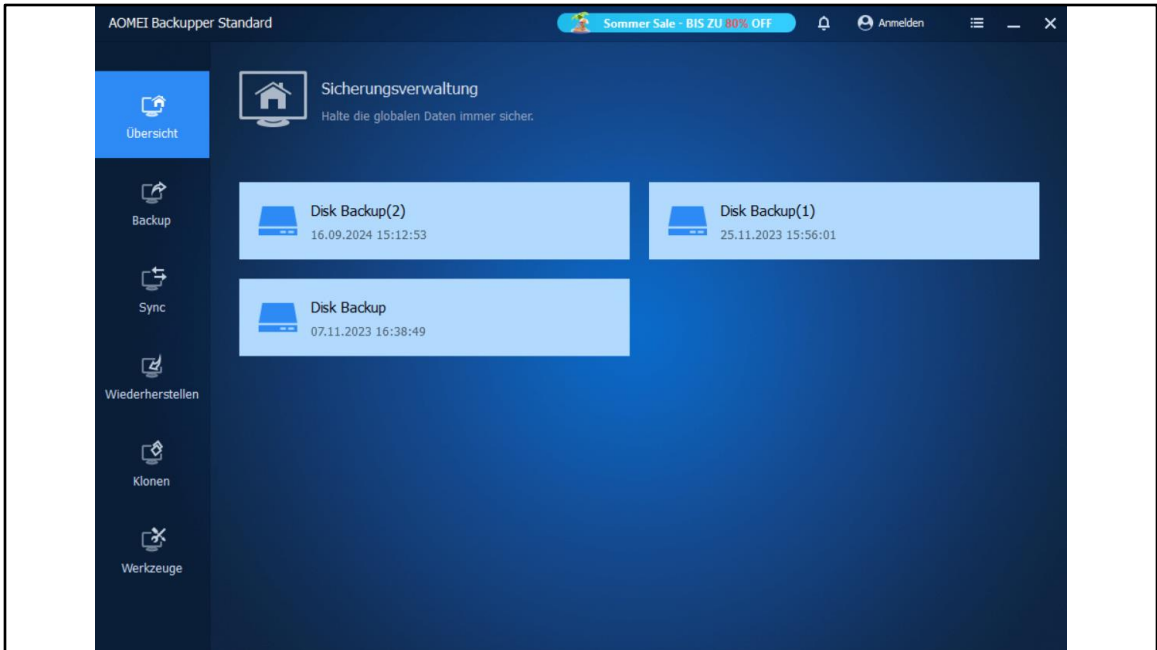 AOMEI Backupper Standard
Sommer Sale - BIS ZU 80% OFF
Anmelden
Übersicht
Sicherungsverwaltung
Halte die globalen Daten immer sicher.
Backup
Disk Backup(2)
16.09.2024 15:12:53
Disk Backup(1)
25.11.2023 15:56:01
Sync
Disk Backup
07.11.2023 16:38:49
Wiederherstellen
Klonen
Werkzeuge